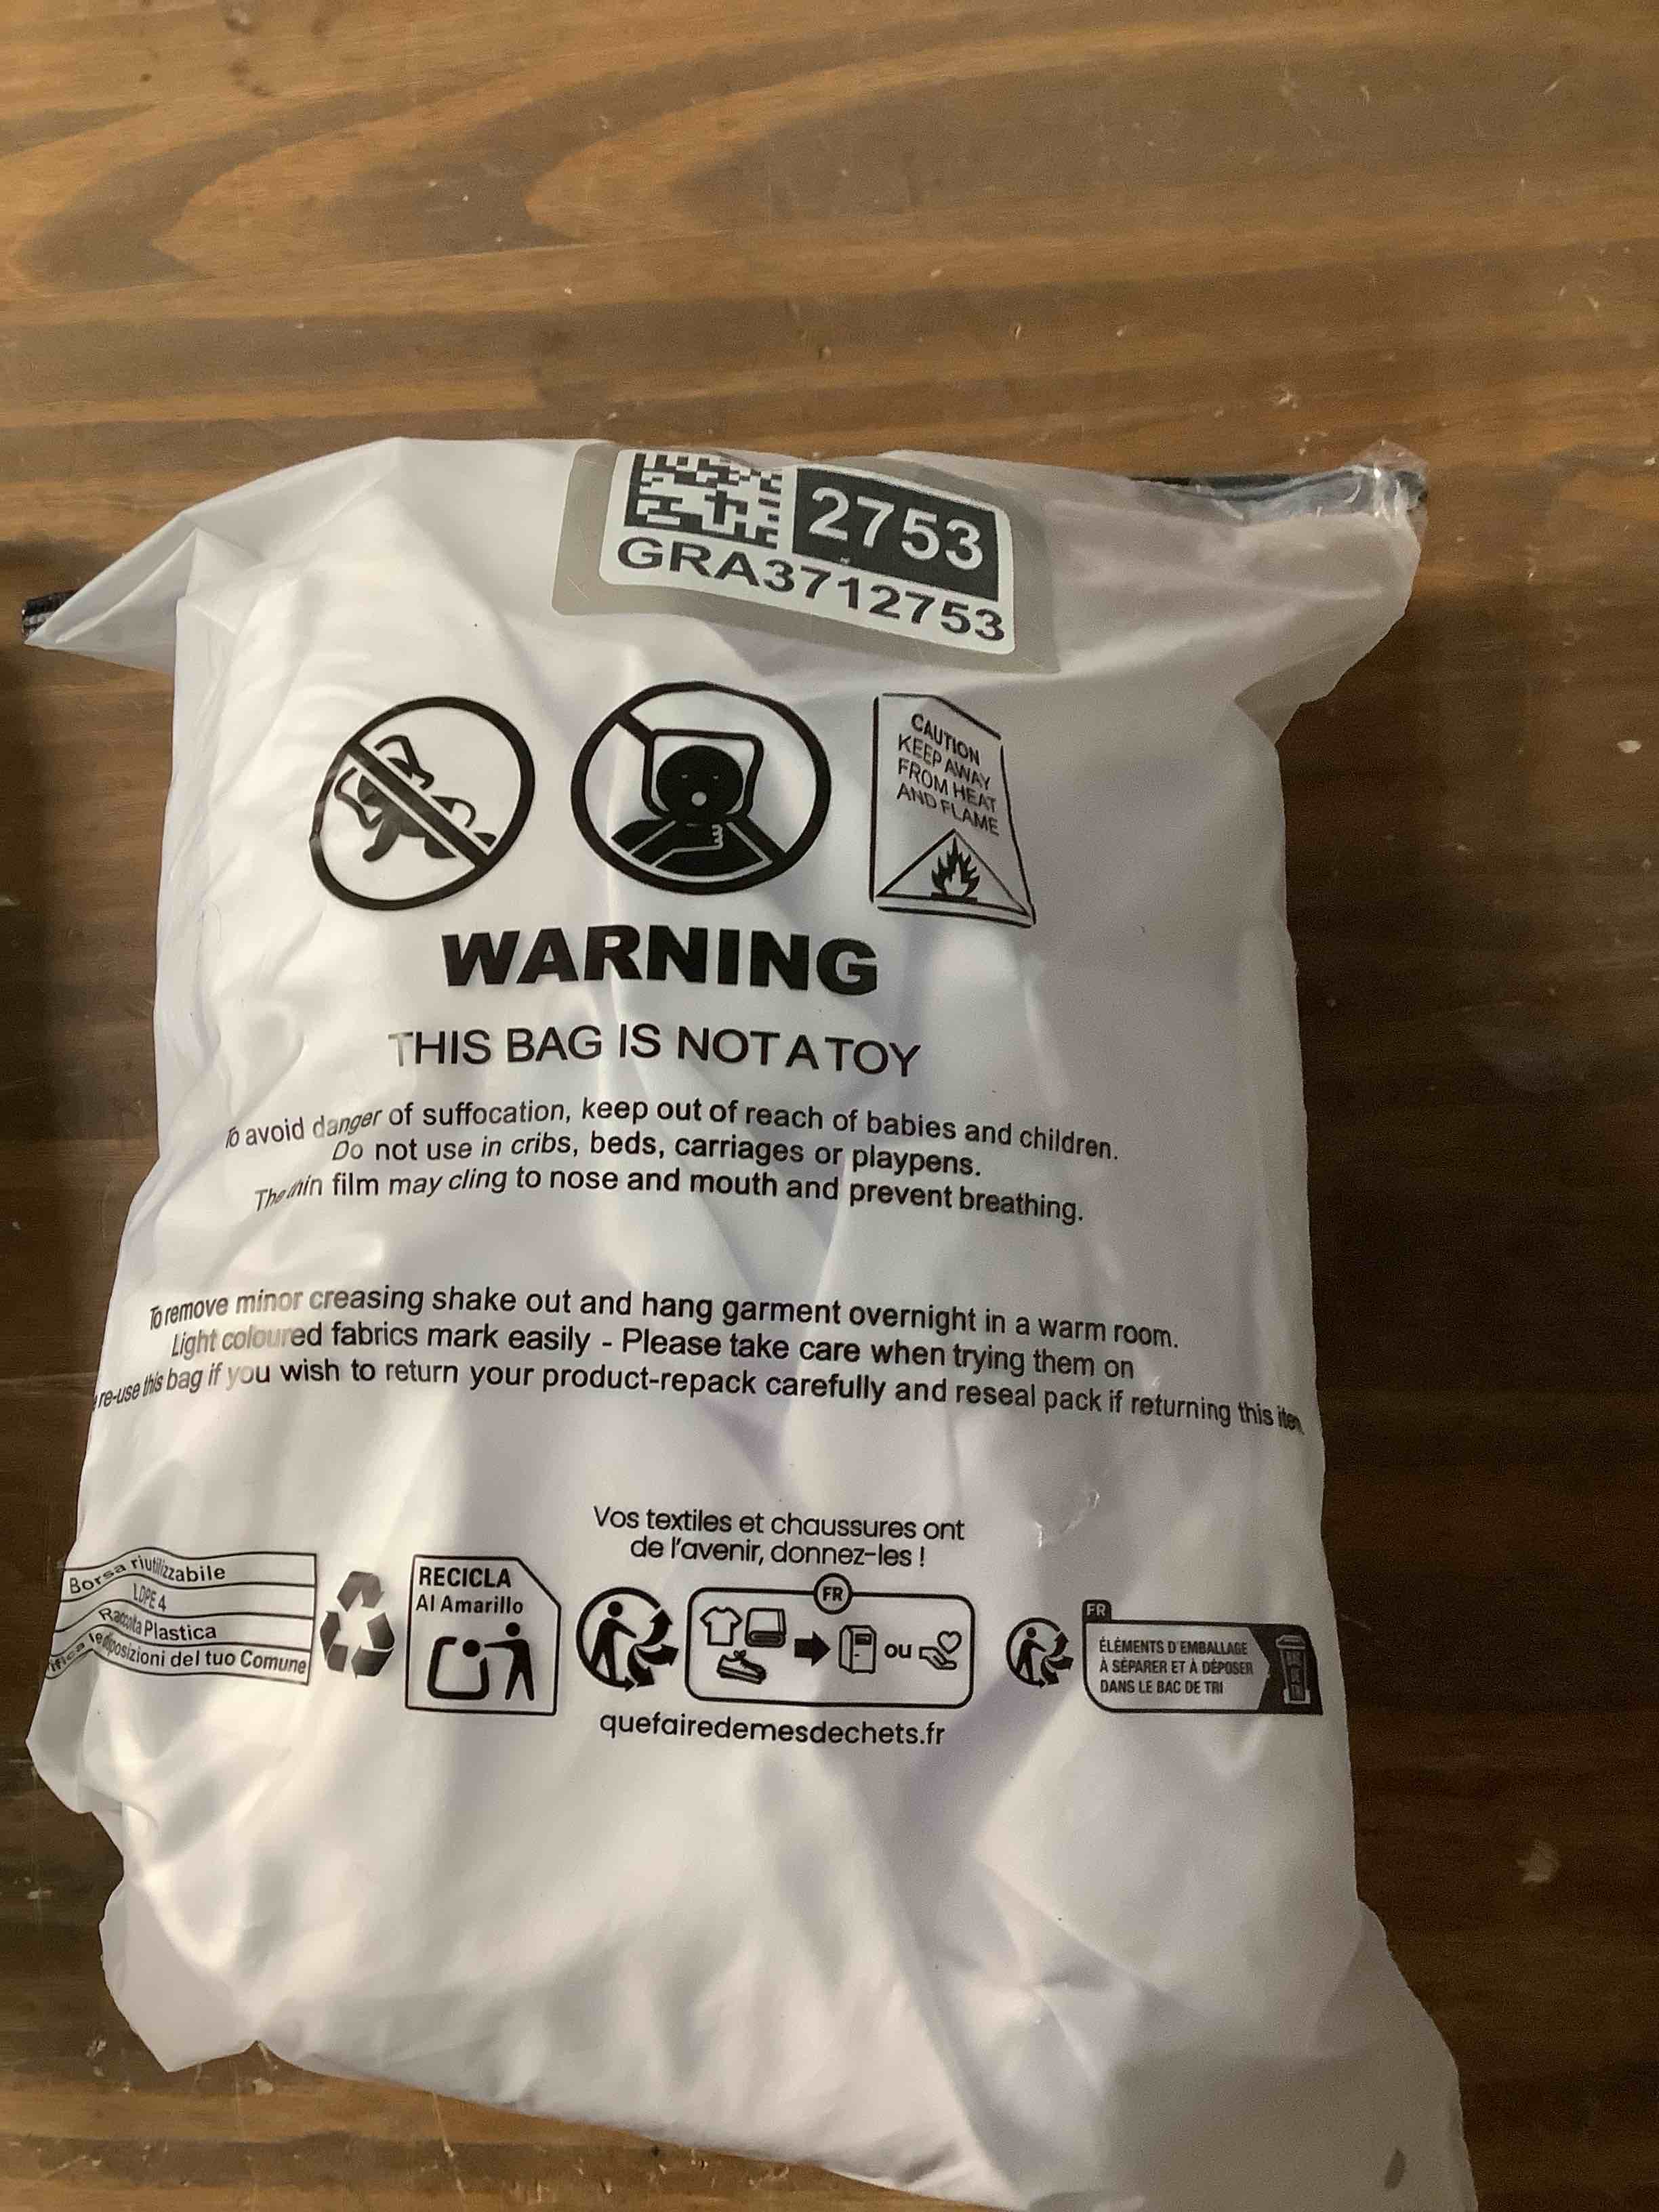 2753
GRA3712753
CAUTION
KEEP AWAY
FROM HEAT
AND FLAME
WARNING
THIS BAG IS NOT A TOY
To avoid danger of suffocation, keep out of reach of babies and children.
Do not use in cribs, beds, carriages or playpens.
The thin film may cling to nose and mouth and prevent breathing.
To remove minor creasing shake out and hang garment overnight in a warm room.
Light coloured fabrics mark easily - Please take care when trying them on
re-use this bag if you wish to return your product-repack carefully and reseal pack if returning this item
Vos textiles et chaussures ont
de l'avenir, donnez-les !
Borsa riutilizzabile
LDPE 4
Raccolta Plastica
le disposizioni del tuo Comune
RECICLA
Al Amarillo
FR
ou
quefairedemesdechets.fr
FR
ÉLÉMENTS D'EMBALLAGE
À SÉPARER ET À DÉPOSER
DANS LE BAC DE TRI
BAC
DE
TRI